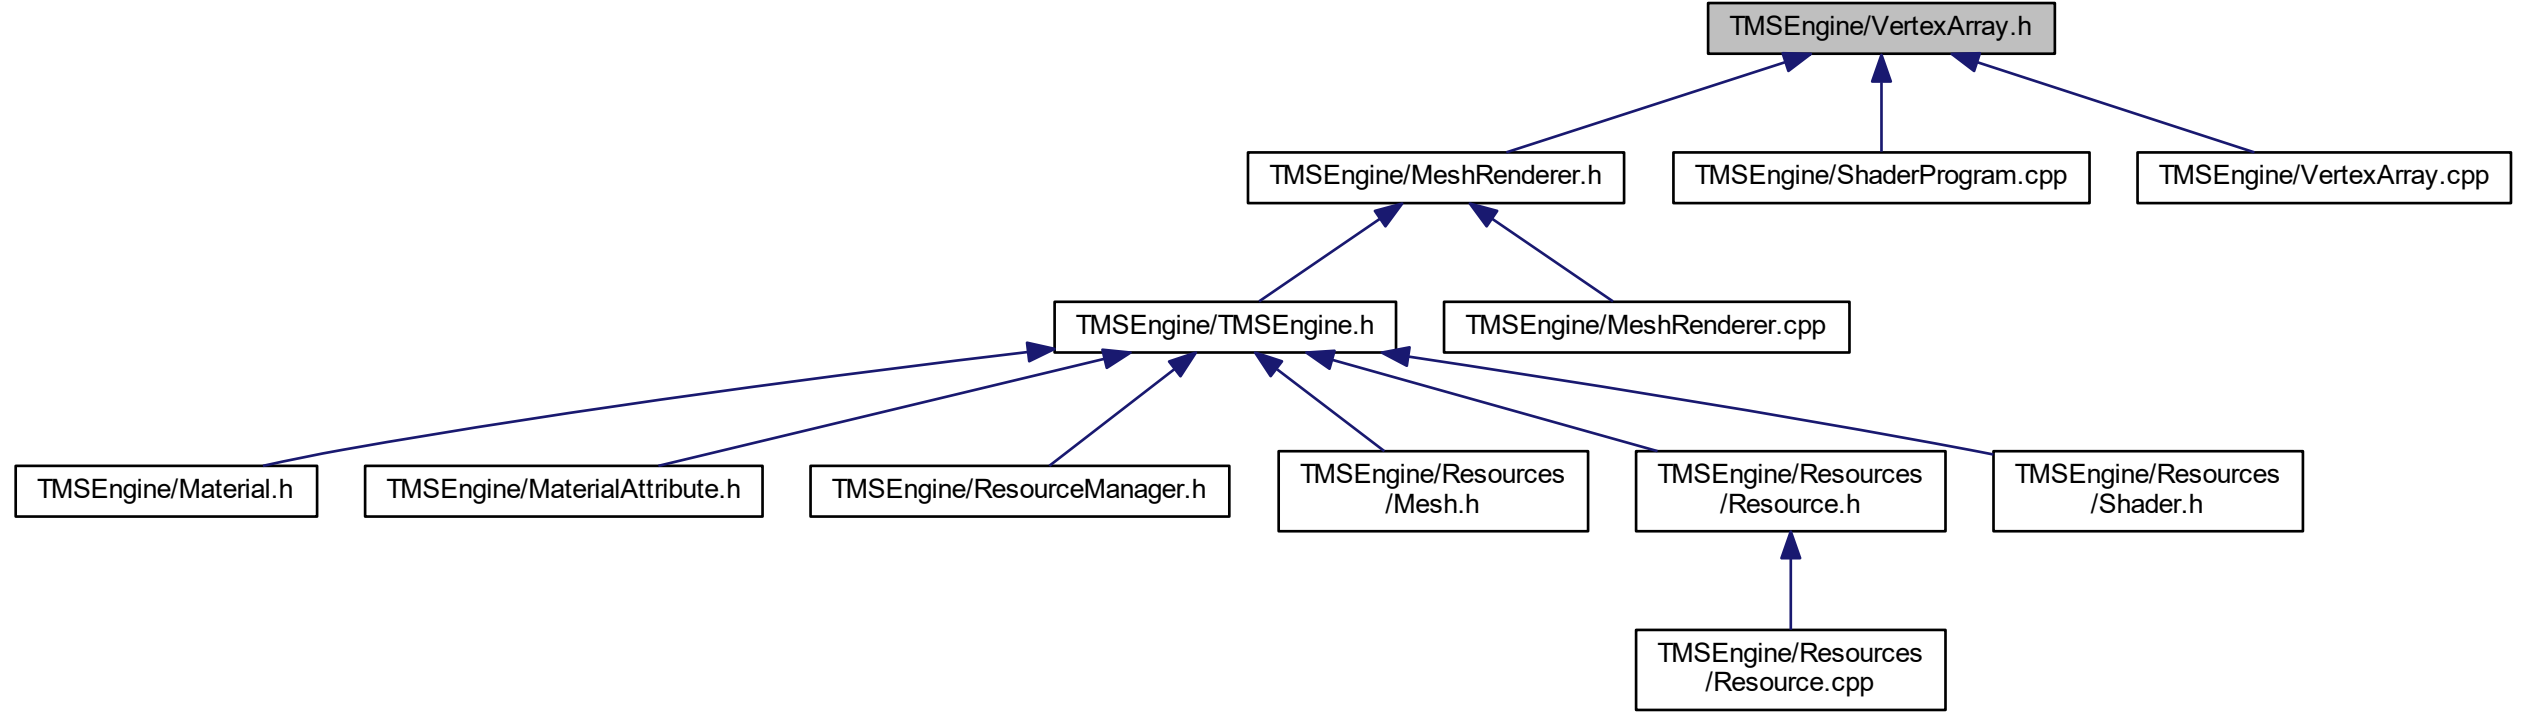 TMSEngine/VertexArray.h
TMSEngine/MeshRenderer.h
TMSEngine/ShaderProgram.cpp
TMSEngine/VertexArray.cpp
TMSEngine/TMSEngine.h
TMSEngine/MeshRenderer.cpp
TMSEngine/Material.h
TMSEngine/MaterialAttribute.h
TMSEngine/ResourceManager.h
TMSEngine/Resources
/Mesh.h
TMSEngine/Resources
/Resource.h
TMSEngine/Resources
/Shader.h
TMSEngine/Resources
/Resource.cpp